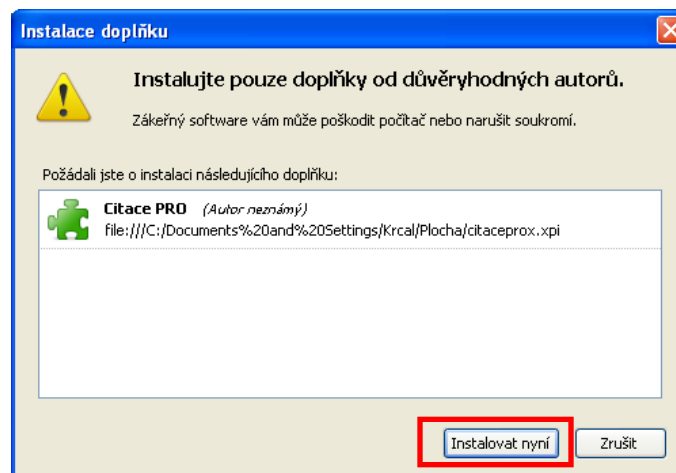 Instalace doplňku
Instalujte pouze doplňky od důvěryhodných autorů.
Zákeřný software vám může poškodit počítač nebo narušit soukromí.
Požádali jste o instalaci následujícího doplňku:
Citace PRO (Autor neznámý)
file:///C:/Documents%20and%20Settings/Krcal/Plocha/citaceprox.xpi
Instalovat nyní Zrušit